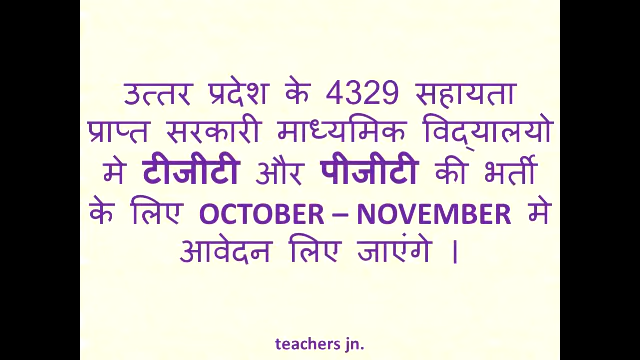 उत्तर प्रदेश के 4329 सहायता
प्राप्त सरकारी माध्यमिक विद्यालयो
मे टीजीटी और पीजीटी की भर्ती
के लिए OCTOBER – NOVEMBER मे
आवेदन लिए जाएंगे ।
teachers jn.